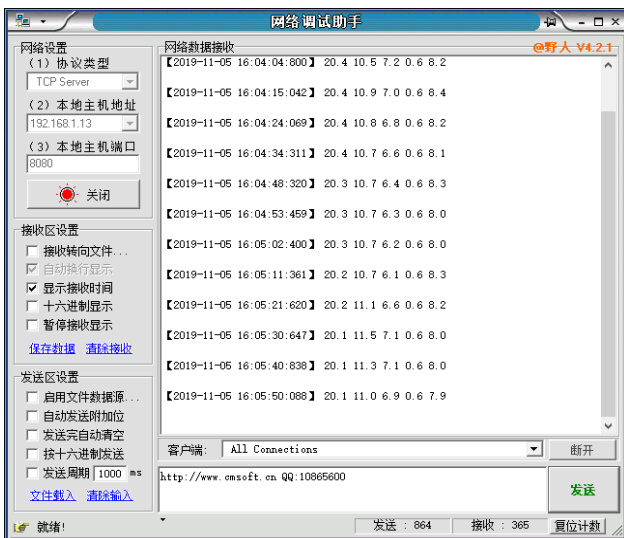 网络调试助手
网络设置
(1) 协议类型
TCP Server
(2) 本地主机地址
192.168.1.13
(3) 本地主机端口
8080
关闭
接收区设置
接收转向文件...
自动换行显示
显示接收时间
十六进制显示
暂停接收显示
保存数据 清除接收
发送区设置
启用文件数据源...
自动发送附加位
发送完自动清空
按十六进制发送
发送周期 1000 ms
文件载入 清除输入
网络数据接收
@野人 V4.2.1
【2019-11-05 16:04:04:800】 20.4 10.5 7.2 0.6 8.2
【2019-11-05 16:04:15:042】 20.4 10.9 7.0 0.6 8.4
【2019-11-05 16:04:24:069】 20.4 10.8 6.8 0.6 8.2
【2019-11-05 16:04:34:311】 20.4 10.7 6.6 0.6 8.1
【2019-11-05 16:04:48:320】 20.3 10.7 6.4 0.6 8.3
【2019-11-05 16:04:53:459】 20.3 10.7 6.3 0.6 8.0
【2019-11-05 16:05:02:400】 20.3 10.7 6.2 0.6 8.0
【2019-11-05 16:05:11:361】 20.2 10.7 6.1 0.6 8.3
【2019-11-05 16:05:21:620】 20.2 11.1 6.6 0.6 8.2
【2019-11-05 16:05:30:647】 20.1 11.5 7.1 0.6 8.0
【2019-11-05 16:05:40:838】 20.1 11.3 7.1 0.6 8.0
【2019-11-05 16:05:50:088】 20.1 11.0 6.9 0.6 7.9
客户端: All Connections 断开
http://www.cmsoft.cn QQ:10865600
发送
就绪! 发送 : 864 接收 : 365 复位计数